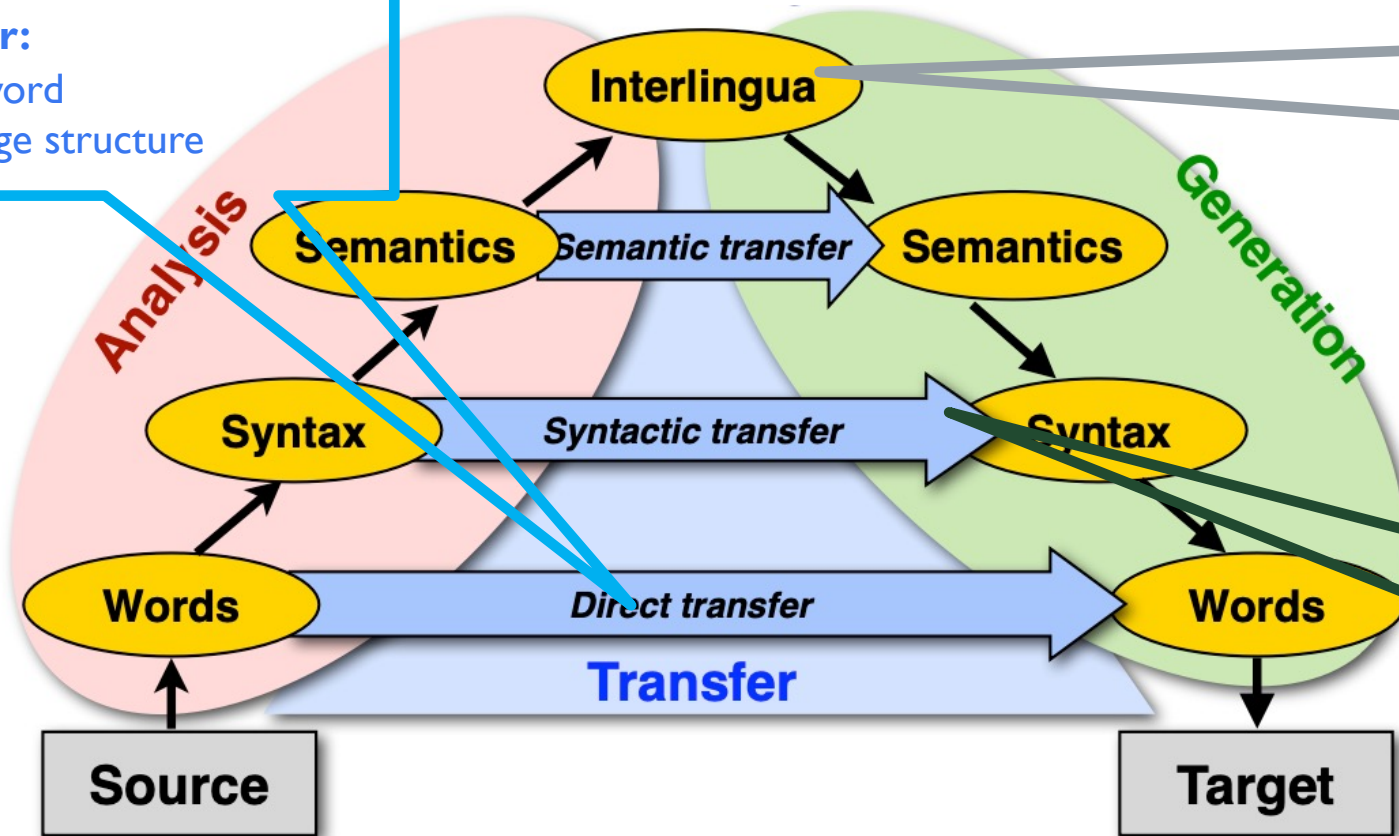 r:
ord
ge structure
Interlingua
Analysis
Generation
Semantics
Semantic transfer
Semantics
Syntax
Syntactic transfer
Syntax
Words
Direct transfer
Words
Transfer
Source
Target